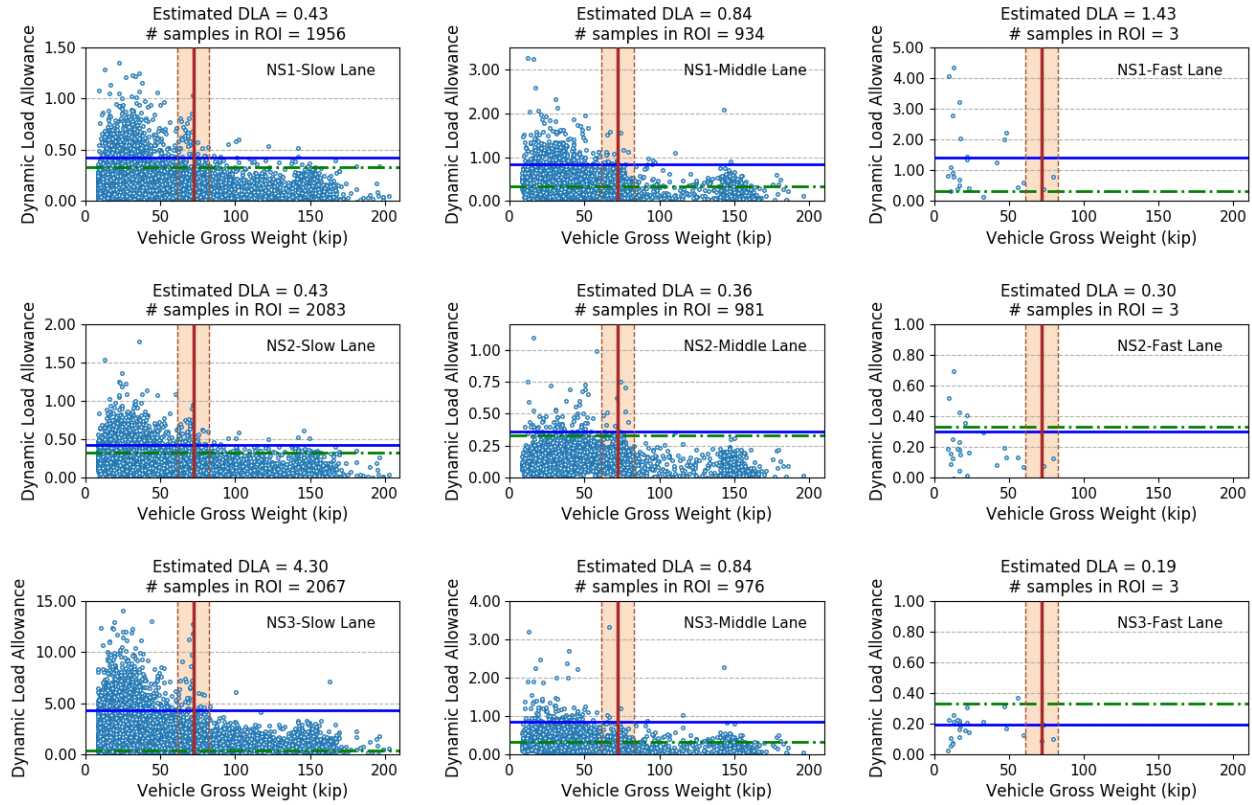 Estimated DLA = 0.43
# samples in ROI = 1956
Dynamic Load Allowance
1.50
1.00
0.50
0.00
NS1-Slow Lane
0 50 100 150 200
Vehicle Gross Weight (kip)
Estimated DLA = 0.84
# samples in ROI = 934
Dynamic Load Allowance
3.00
2.00
1.00
0.00
NS1-Middle Lane
0 50 100 150 200
Vehicle Gross Weight (kip)
Estimated DLA = 1.43
# samples in ROI = 3
Dynamic Load Allowance
5.00
4.00
3.00
2.00
1.00
0.00
NS1-Fast Lane
0 50 100 150 200
Vehicle Gross Weight (kip)
Estimated DLA = 0.43
# samples in ROI = 2083
Dynamic Load Allowance
2.00
1.50
1.00
0.50
0.00
NS2-Slow Lane
0 50 100 150 200
Vehicle Gross Weight (kip)
Estimated DLA = 0.36
# samples in ROI = 981
Dynamic Load Allowance
1.00
0.75
0.50
0.25
0.00
NS2-Middle Lane
0 50 100 150 200
Vehicle Gross Weight (kip)
Estimated DLA = 0.30
# samples in ROI = 3
Dynamic Load Allowance
1.00
0.80
0.60
0.40
0.20
0.00
NS2-Fast Lane
0 50 100 150 200
Vehicle Gross Weight (kip)
Estimated DLA = 4.30
# samples in ROI = 2067
Dynamic Load Allowance
15.00
10.00
5.00
0.00
NS3-Slow Lane
0 50 100 150 200
Vehicle Gross Weight (kip)
Estimated DLA = 0.84
# samples in ROI = 976
Dynamic Load Allowance
4.00
3.00
2.00
1.00
0.00
NS3-Middle Lane
0 50 100 150 200
Vehicle Gross Weight (kip)
Estimated DLA = 0.19
# samples in ROI = 3
Dynamic Load Allowance
1.00
0.80
0.60
0.40
0.20
0.00
NS3-Fast Lane
0 50 100 150 200
Vehicle Gross Weight (kip)